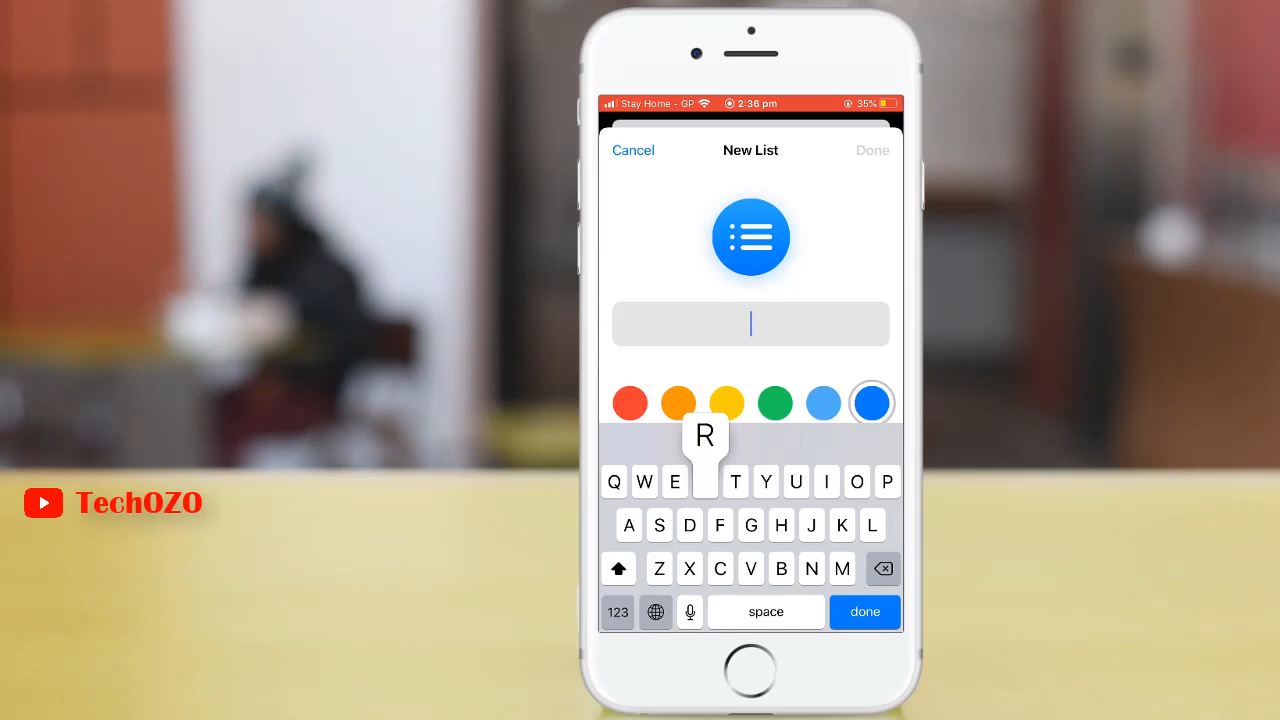 Stay Home - GP 2:36 pm 35%
Cancel New List Done
R
Q W E T Y U I O P
A S D F G H J K L
Z X C V B N M
123 space done
TechOZO